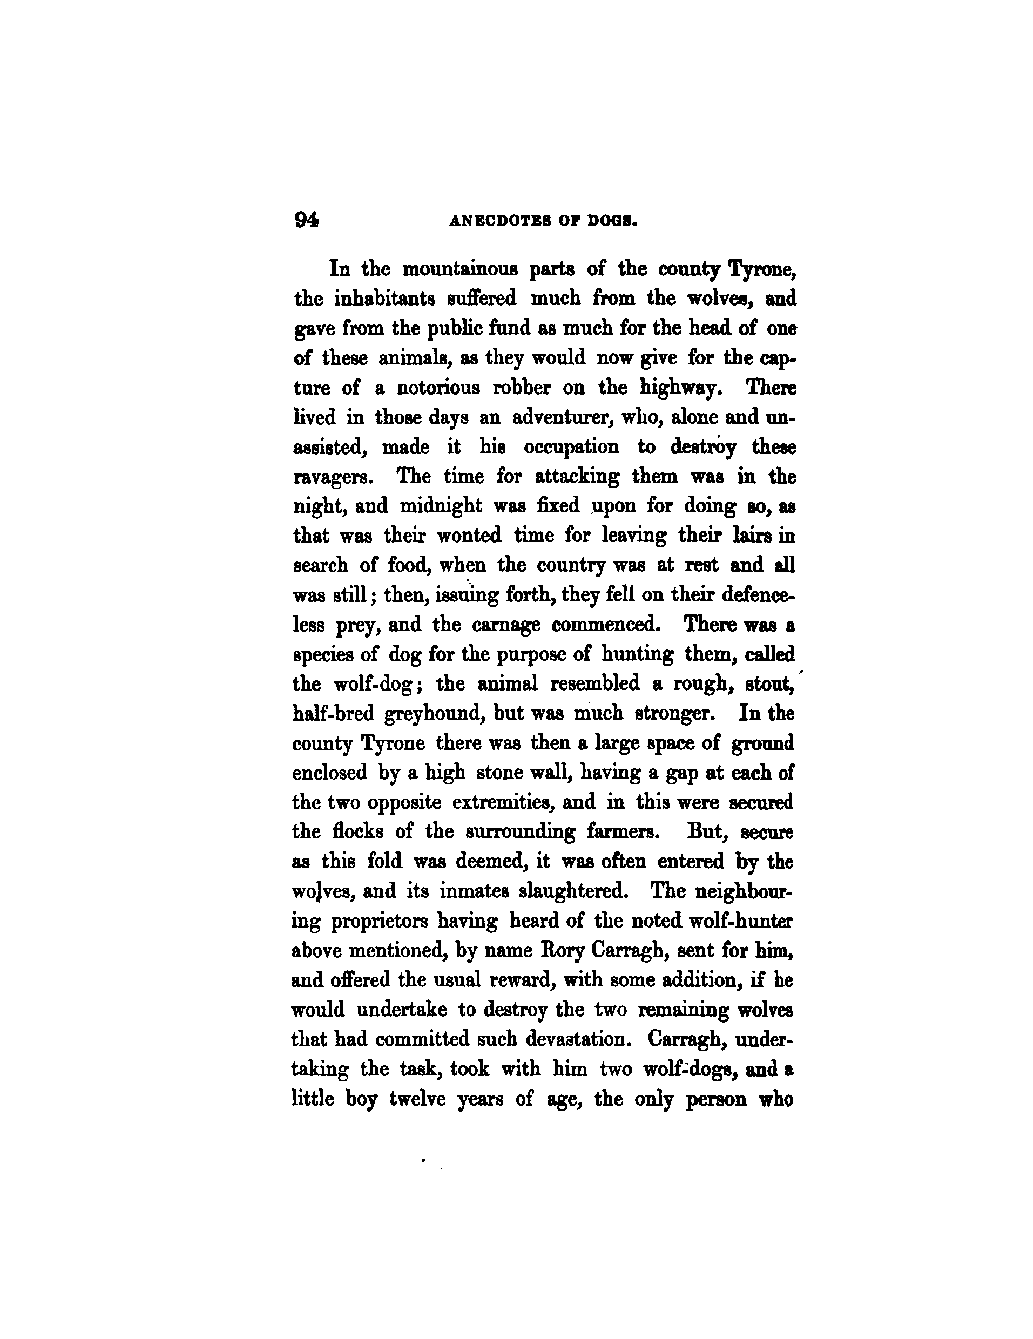 94 ANECDOTES OF DOGS.
In the mountainous parts of the county Tyrone,
the inhabitants suffered much from the wolves, and
gave from the public fund as much for the head of one
of these animals, as they would now give for the cap-
ture of a notorious robber on the highway. There
lived in those days an adventurer, who, alone and un-
assisted, made it his occupation to destroy these
ravagers. The time for attacking them was in the
night, and midnight was fixed upon for doing so, as
that was their wonted time for leaving their lairs in
search of food, when the country was at rest and all
was still; then, issuing forth, they fell on their defence-
less prey, and the carnage commenced. There was a
species of dog for the purpose of hunting them, called
the wolf-dog; the animal resembled a rough, stout,
half-bred greyhound, but was much stronger. In the
county Tyrone there was then a large space of ground
enclosed by a high stone wall, having a gap at each of
the two opposite extremities, and in this were secured
the flocks of the surrounding farmers. But, secure
as this fold was deemed, it was often entered by the
wolves, and its inmates slaughtered. The neighbour-
ing proprietors having heard of the noted wolf-hunter
above mentioned, by name Rory Carragh, sent for him,
and offered the usual reward, with some addition, if he
would undertake to destroy the two remaining wolves
that had committed such devastation. Carragh, under-
taking the task, took with him two wolf-dogs, and a
little boy twelve years of age, the only person who